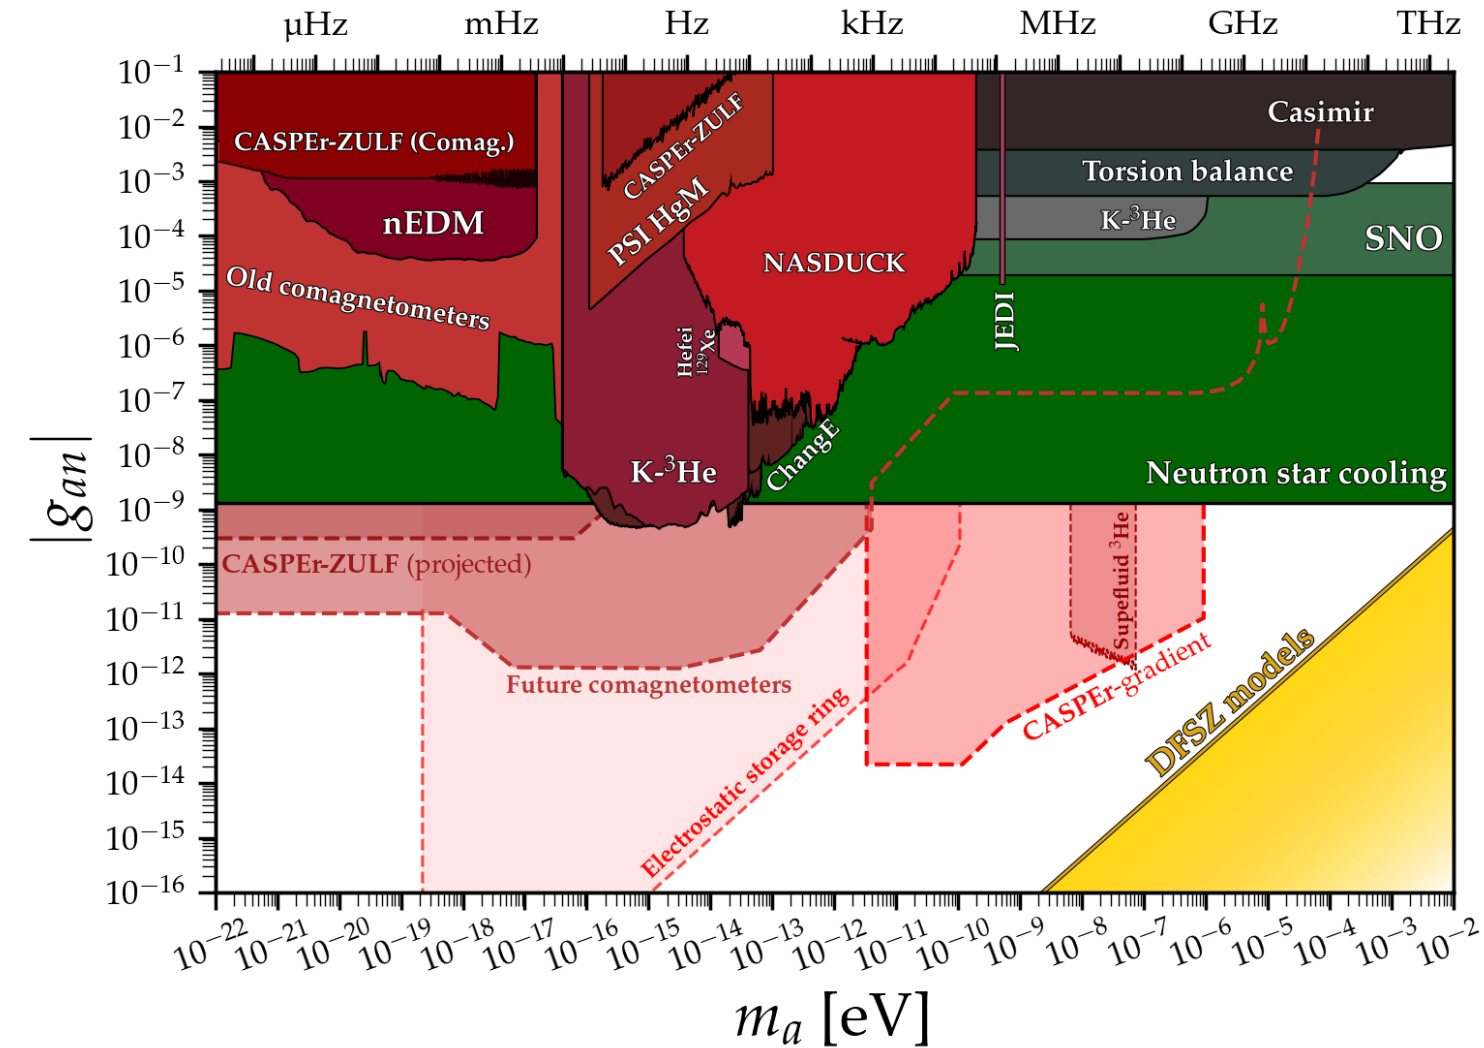 μHz mHz Hz kHz MHz GHz THz
10⁻¹
10⁻²
10⁻³
10⁻⁴
10⁻⁵
10⁻⁶
10⁻⁷
10⁻⁸
10⁻⁹
10⁻¹⁰
10⁻¹¹
10⁻¹²
10⁻¹³
10⁻¹⁴
10⁻¹⁵
10⁻¹⁶
|g_an|
CASPEr-ZULF (Comag.)
nEDM
Old comagnetometers
CASPEr-ZULF
PSI HgM
NASDUCK
Hefei
¹²⁹Xe
K-³He
ChangE
Casimir
Torsion balance
K-³He
SNO
JEDI
Neutron star cooling
CASPEr-ZULF (projected)
Future comagnetometers
Electrostatic storage ring
Supefluid ³He
CASPEr-gradient
DFSZ models
10⁻²² 10⁻²¹ 10⁻²⁰ 10⁻¹⁹ 10⁻¹⁸ 10⁻¹⁷ 10⁻¹⁶ 10⁻¹⁵ 10⁻¹⁴ 10⁻¹³ 10⁻¹² 10⁻¹¹ 10⁻¹⁰ 10⁻⁹ 10⁻⁸ 10⁻⁷ 10⁻⁶ 10⁻⁵ 10⁻⁴ 10⁻³ 10⁻²
m_a [eV]